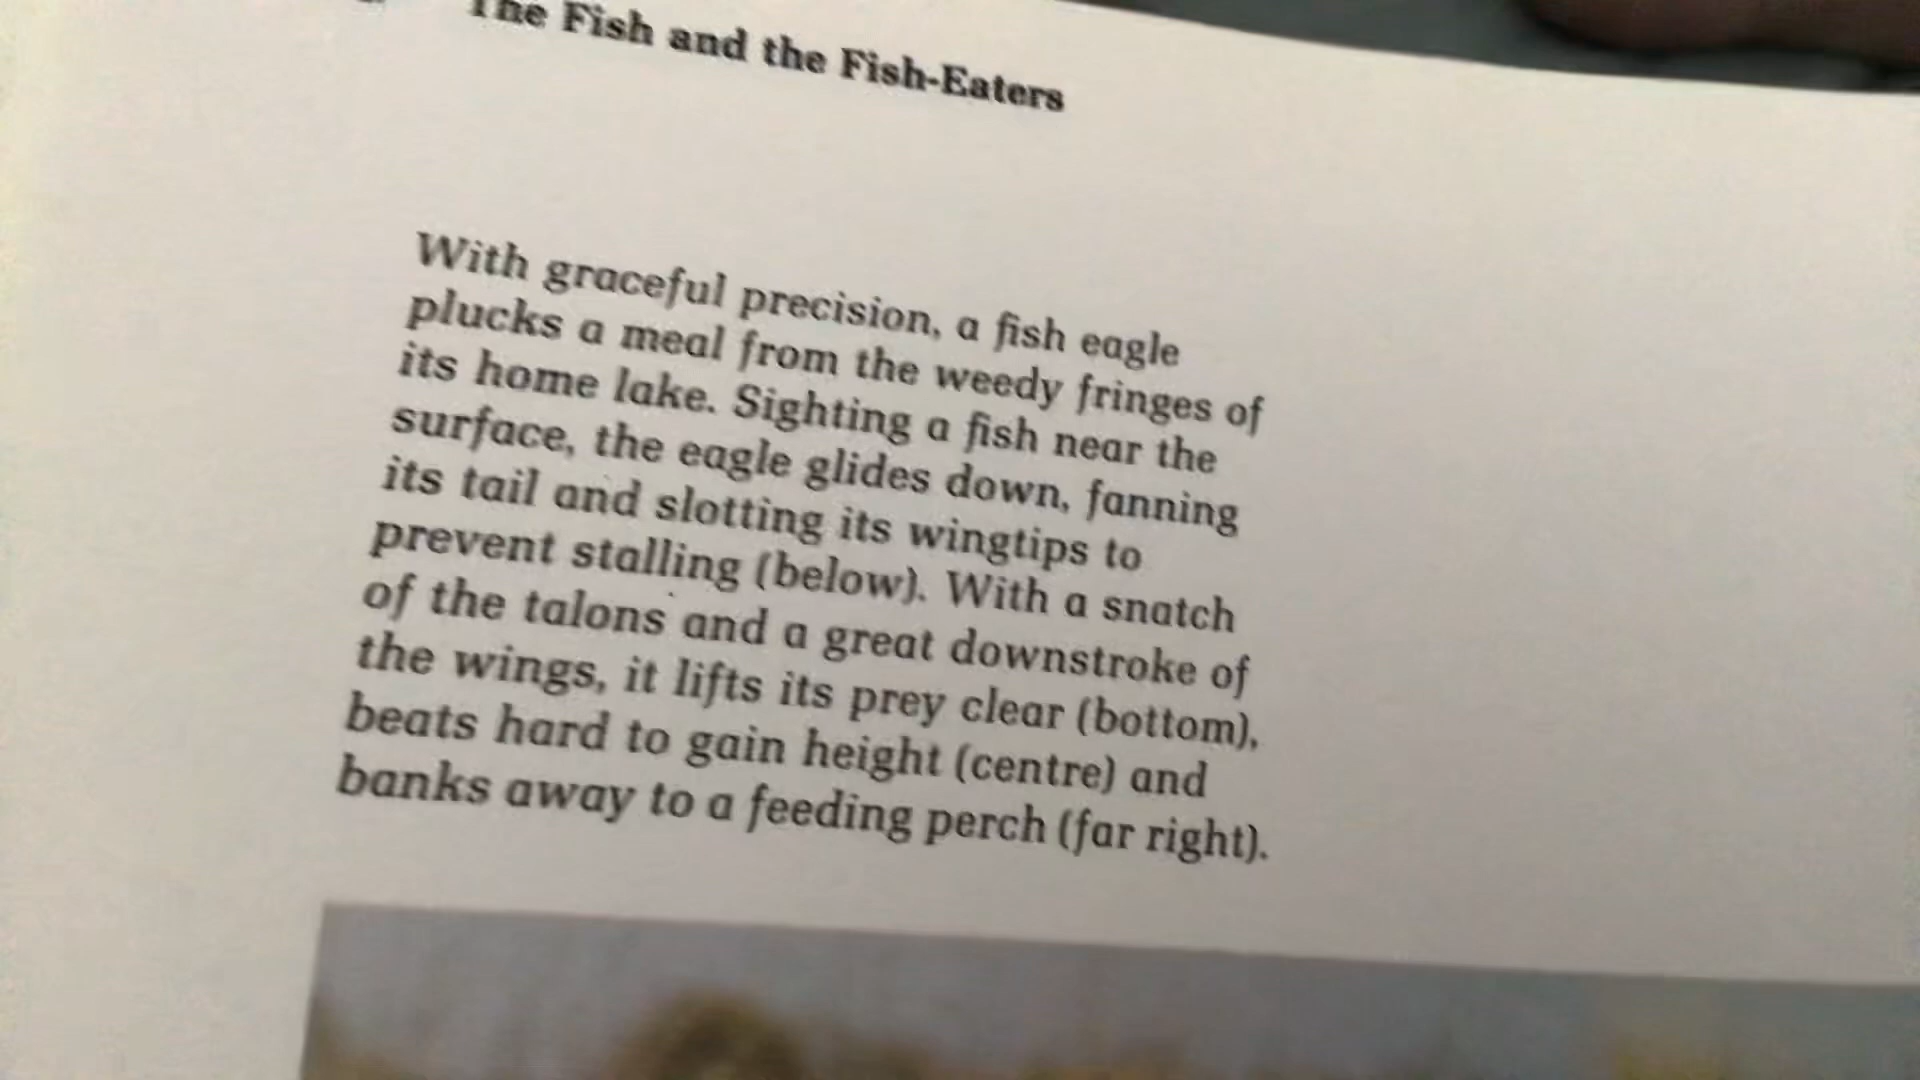 The Fish and the Fish-Eaters
With graceful precision, a fish eagle
plucks a meal from the weedy fringes of
its home lake. Sighting a fish near the
surface, the eagle glides down, fanning
its tail and slotting its wingtips to
prevent stalling (below). With a snatch
of the talons and a great downstroke of
the wings, it lifts its prey clear (bottom),
beats hard to gain height (centre) and
banks away to a feeding perch (far right).